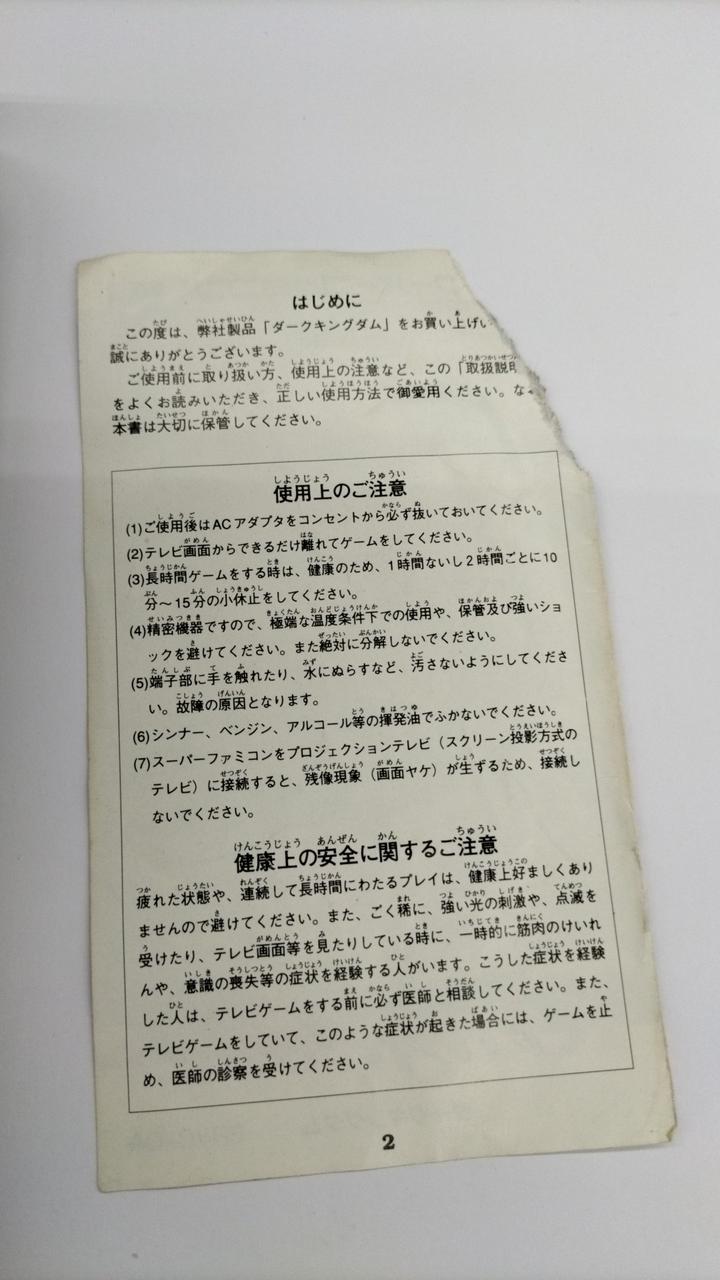 はじめに
この度は、弊社製品「ダークキングダム」をお買い上げい
誠にありがとうございます。
ご使用前に取り扱い方、使用上の注意など、この「取扱説明
をよくお読みいただき、正しい使用方法で御愛用ください。な
本書は大切に保管してください。
使用上のご注意
(1)ご使用後はACアダプタをコンセントから必ず抜いておいてください。
(2)テレビ画面からできるだけ離れてゲームをしてください。
(3)長時間ゲームをする時は、健康のため、1時間ないし2時間ごとに10
分～15分の小休止をしてください。
(4)精密機器ですので、極端な温度条件下での使用や、保管及び強いショ
ックを避けてください。また絶対に分解しないでください。
(5)端子部に手を触れたり、水にぬらすなど、汚さないようにしてくださ
い。故障の原因となります。
(6)シンナー、ベンジン、アルコール等の揮発油でふかないでください。
(7)スーパーファミコンをプロジェクションテレビ（スクリーン投影方式の
テレビ）に接続すると、残像現象（画面ヤケ）が生ずるため、接続し
ないでください。
健康上の安全に関するご注意
疲れた状態や、連続して長時間にわたるプレイは、健康上好ましくあり
ませんので避けてください。また、ごく稀に、強い光の刺激や、点滅を
受けたり、テレビ画面等を見たりしている時に、一時的に筋肉のけいれ
んや、意識の喪失等の症状を経験する人がいます。こうした症状を経験
した人は、テレビゲームをする前に必ず医師と相談してください。また、
テレビゲームをしていて、このような症状が起きた場合には、ゲームを止
め、医師の診察を受けてください。
2